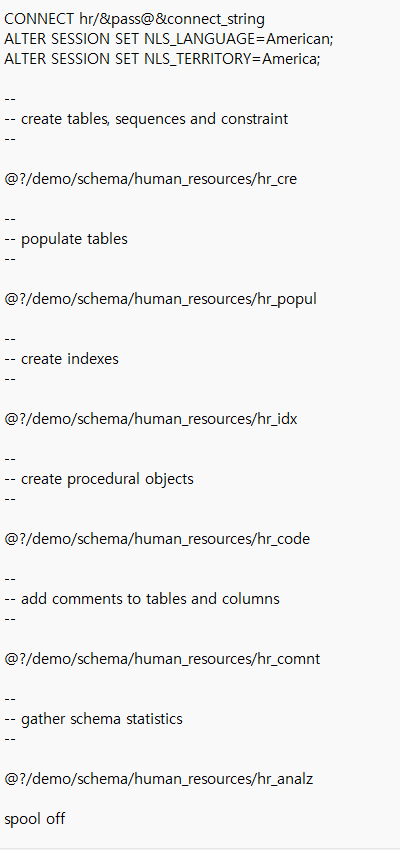 CONNECT hr/&pass@&connect_string
ALTER SESSION SET NLS_LANGUAGE=American;
ALTER SESSION SET NLS_TERRITORY=America;
--
-- create tables, sequences and constraint
--
@?/demo/schema/human_resources/hr_cre
--
-- populate tables
--
@?/demo/schema/human_resources/hr_popul
--
-- create indexes
--
@?/demo/schema/human_resources/hr_idx
--
-- create procedural objects
--
@?/demo/schema/human_resources/hr_code
--
-- add comments to tables and columns
--
@?/demo/schema/human_resources/hr_comnt
--
-- gather schema statistics
--
@?/demo/schema/human_resources/hr_analz
spool off